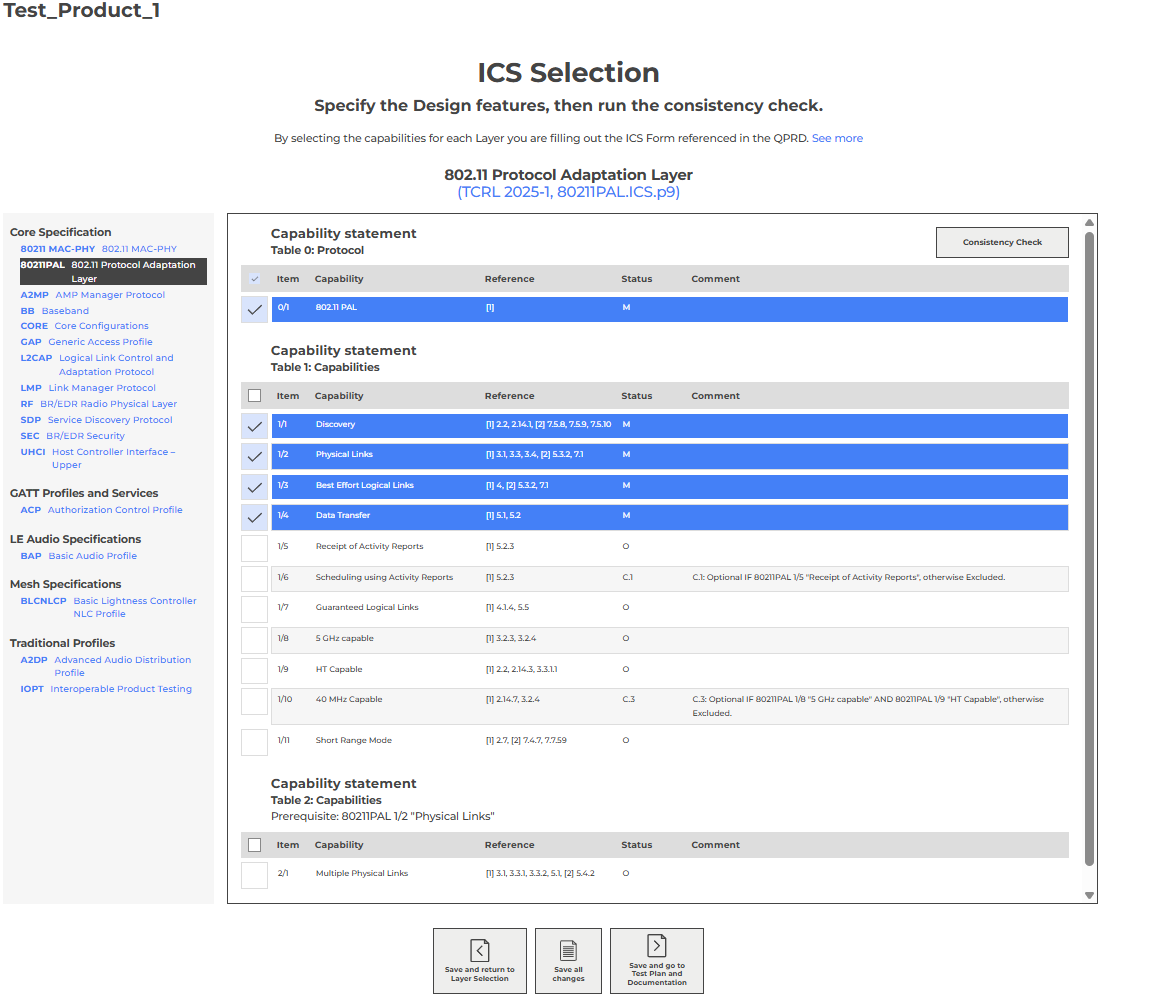 Test_Product_1
ICS Selection
Specify the Design features, then run the consistency check.
By selecting the capabilities for each Layer you are filling out the ICS Form referenced in the QPRD. See more
802.11 Protocol Adaptation Layer
(TCRL 2025-1, 80211PAL.ICS.p9)
Core Specification
80211 MAC-PHY 802.11 MAC-PHY
80211PAL 802.11 Protocol Adaptation
Layer
A2MP AMP Manager Protocol
BB Baseband
CORE Core Configurations
GAP Generic Access Profile
L2CAP Logical Link Control and
Adaptation Protocol
LMP Link Manager Protocol
RF BR/EDR Radio Physical Layer
SDP Service Discovery Protocol
SEC BR/EDR Security
UHCI Host Controller Interface –
Upper
GATT Profiles and Services
ACP Authorization Control Profile
LE Audio Specifications
BAP Basic Audio Profile
Mesh Specifications
BLCNLCP Basic Lightness Controller
NLC Profile
Traditional Profiles
A2DP Advanced Audio Distribution
Profile
IOPT Interoperable Product Testing
Capability statement
Table 0: Protocol
Consistency Check
Item Capability Reference Status Comment
0/1 802.11 PAL [1] M
Capability statement
Table 1: Capabilities
Item Capability Reference Status Comment
1/1 Discovery [1] 2.2, 2.14.1, [2] 7.5.8, 7.5.9, 7.5.10 M
1/2 Physical Links [1] 3.1, 3.3, 3.4, [2] 5.3.2, 7.1 M
1/3 Best Effort Logical Links [1] 4, [2] 5.3.2, 7.1 M
1/4 Data Transfer [1] 5.1, 5.2 M
1/5 Receipt of Activity Reports [1] 5.2.3 O
1/6 Scheduling using Activity Reports [1] 5.2.3 C.1 C.1: Optional IF 80211PAL 1/5 "Receipt of Activity Reports", otherwise Excluded.
1/7 Guaranteed Logical Links [1] 4.1.4, 5.5 O
1/8 5 GHz capable [1] 3.2.3, 3.2.4 O
1/9 HT Capable [1] 2.2, 2.14.3, 3.3.1.1 O
1/10 40 MHz Capable [1] 2.14.7, 3.2.4 C.3 C.3: Optional IF 80211PAL 1/8 "5 GHz capable" AND 80211PAL 1/9 "HT Capable", otherwise
Excluded.
1/11 Short Range Mode [1] 2.7, [2] 7.4.7, 7.7.59 O
Capability statement
Table 2: Capabilities
Prerequisite: 80211PAL 1/2 "Physical Links"
Item Capability Reference Status Comment
2/1 Multiple Physical Links [1] 3.1, 3.3.1, 3.3.2, 5.1, [2] 5.4.2 O
Save and return to
Layer Selection
Save all
changes
Save and go to
Test Plan and
Documentation